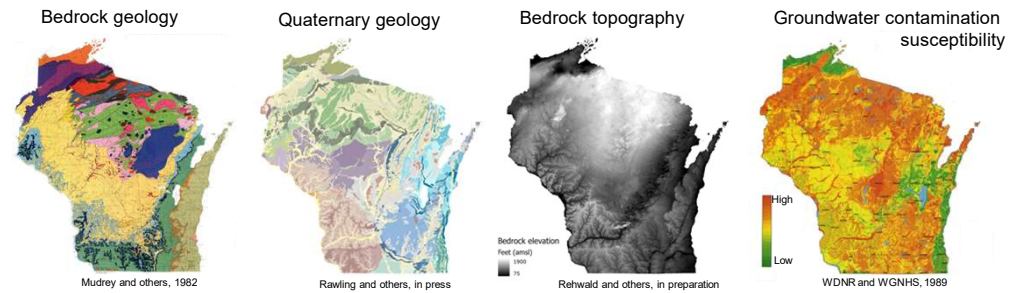 Bedrock geology
Quaternary geology
Bedrock topography
Groundwater contamination
susceptibility
Bedrock elevation
Feet (amsl)
1900
75
High
Low
Mudrey and others, 1982
Rawling and others, in press
Rehwald and others, in preparation
WDNR and WGNHS, 1989